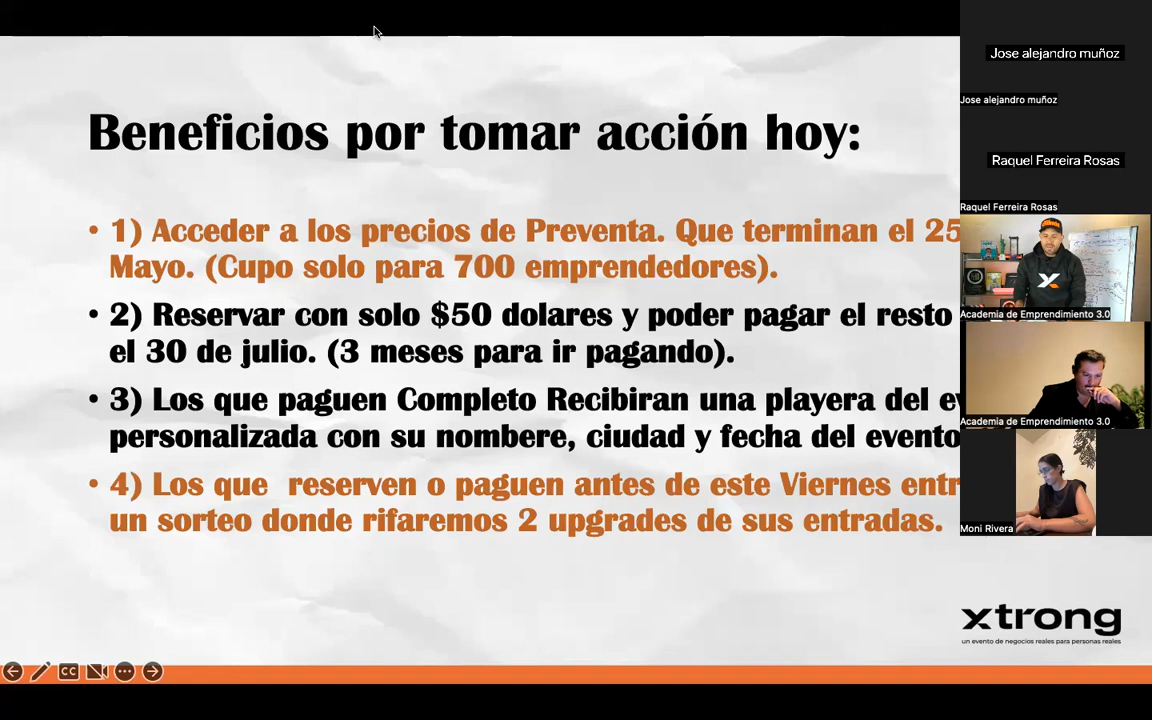 Beneficios por tomar acción hoy:
• 1) Acceder a los precios de Preventa. Que terminan el 25
Mayo. (Cupo solo para 700 emprendedores).
• 2) Reservar con solo $50 dolares y poder pagar el resto
el 30 de julio. (3 meses para ir pagando).
• 3) Los que paguen Completo Recibiran una playera del
personalizada con su nombere, ciudad y fecha del evento
• 4) Los que  reserven o paguen antes de este Viernes
un sorteo donde rifaremos 2 upgrades de sus entradas.
xtrong
un evento de negocios reales para personas reales
CC
Jose alejandro muñoz
Jose alejandro muñoz
Raquel Ferreira Rosas
Raquel Ferreira Rosas
X
Academia de Emprendimiento 3.0
Academia de Emprendimiento 3.0
Moni Rivera